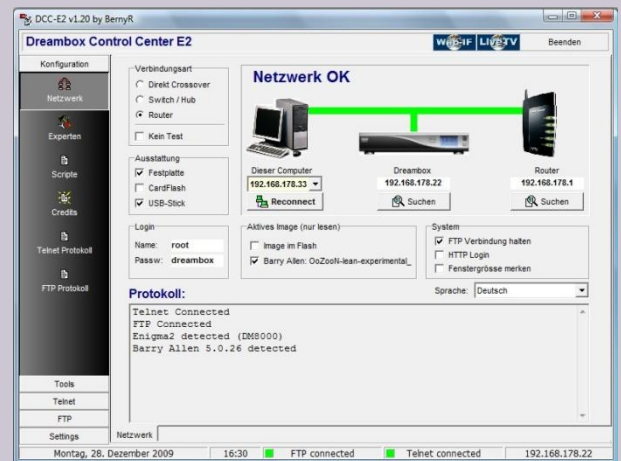 DCC-E2 v1.20 by BernyR
Dreambox Control Center E2
Web-IF
LiveTV
Beenden
Konfiguration
Netzwerk
Experten
Scripte
Credits
Telnet Protokoll
FTP Protokoll
Tools
Telnet
FTP
Settings
Verbindungsart
Direkt Crossover
Switch / Hub
Router
Kein Test
Ausstattung
Festplatte
CardFlash
USB-Stick
Netzwerk OK
Dieser Computer
192.168.178.33
Reconnect
Dreambox
192.168.178.22
Suchen
Router
192.168.178.1
Suchen
Login
Name: root
Passw: dreambox
Aktives Image (nur lesen)
Image im Flash
Barry Allen: OoZooN-lean-experimental_
System
FTP Verbindung halten
HTTP Login
Fenstergrösse merken
Sprache: Deutsch
Protokoll:
Telnet Connected
FTP Connected
Enigma2 detected (DM8000)
Barry Allen 5.0.26 detected
Netzwerk
Montag, 28. Dezember 2009 16:30 FTP connected Telnet connected 192.168.178.22